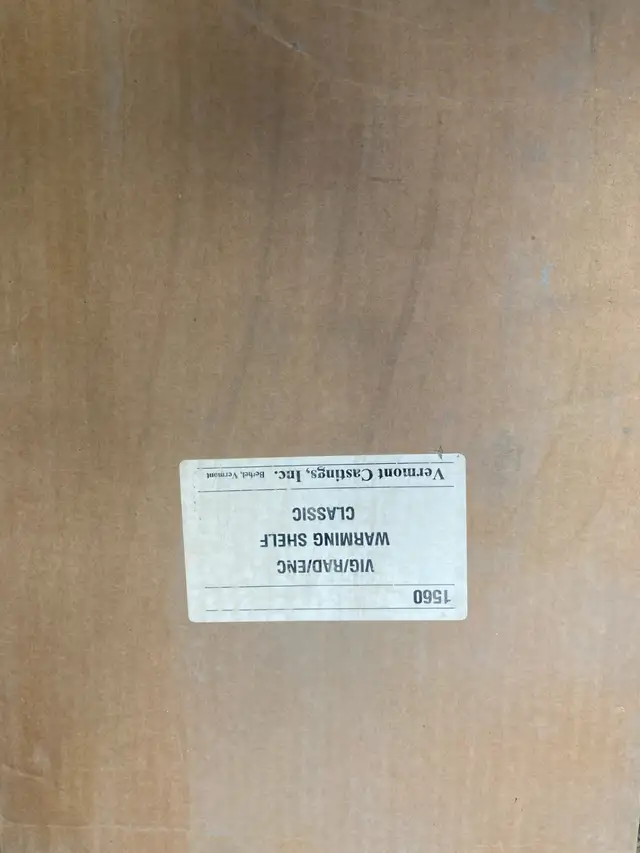 1560
VIG/RAD/ENC
WARMING SHELF
CLASSIC
Vermont Castings, Inc. Bethel, Vermont